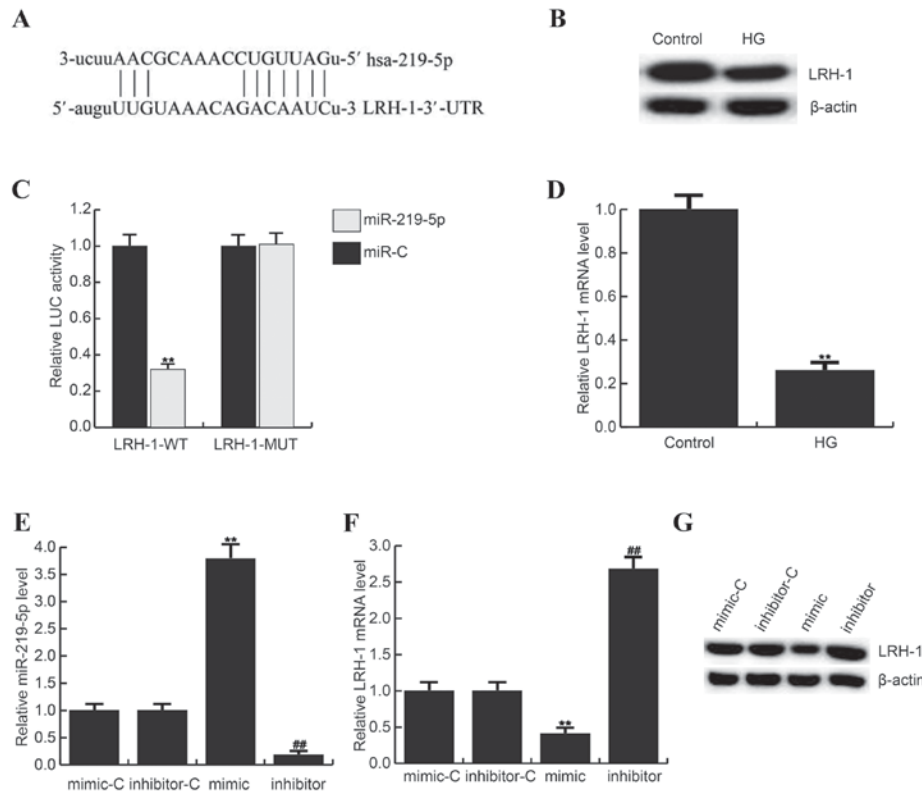 A
3-ucuuAACGCAAACCUGUUAGu-5′ hsa-219-5p
5′-auguUUGUAAACAGACAAUCu-3 LRH-1-3′-UTR
B
Control HG
LRH-1
β-actin
C
Relative LUC activity
1.2
1.0
0.8
0.6
0.4
0.2
0.0
**
LRH-1-WT LRH-1-MUT
miR-219-5p
miR-C
D
Relative LRH-1 mRNA level
1.0
0.8
0.6
0.4
0.2
0
**
Control HG
E
Relative miR-219-5p level
4.0
3.5
3.0
2.5
2.0
1.5
1.0
0.5
0.0
**
##
mimic-C inhibitor-C mimic inhibitor
F
Relative LRH-1 mRNA level
3.0
2.5
2.0
1.5
1.0
0.5
0.0
**
##
mimic-C inhibitor-C mimic inhibitor
G
mimic-C inhibitor-C mimic inhibitor
LRH-1
β-actin